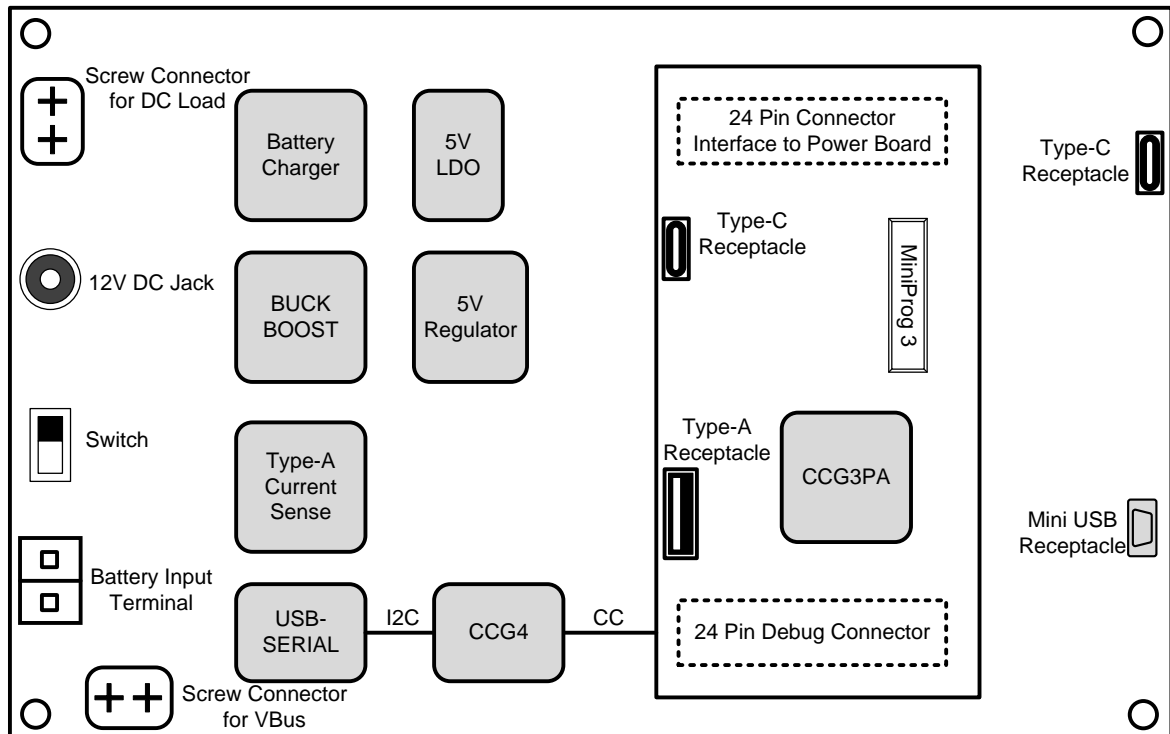 Screw Connector
for DC Load
Battery
Charger
5V
LDO
24 Pin Connector
Interface to Power Board
Type-C
Receptacle
Type-C
Receptacle
12V DC Jack
BUCK
BOOST
5V
Regulator
MiniProg 3
Switch
Type-A
Current
Sense
Type-A
Receptacle
CCG3PA
Mini USB
Receptacle
Battery Input
Terminal
USB-
SERIAL
I2C
CCG4
CC
24 Pin Debug Connector
Screw Connector
for VBus